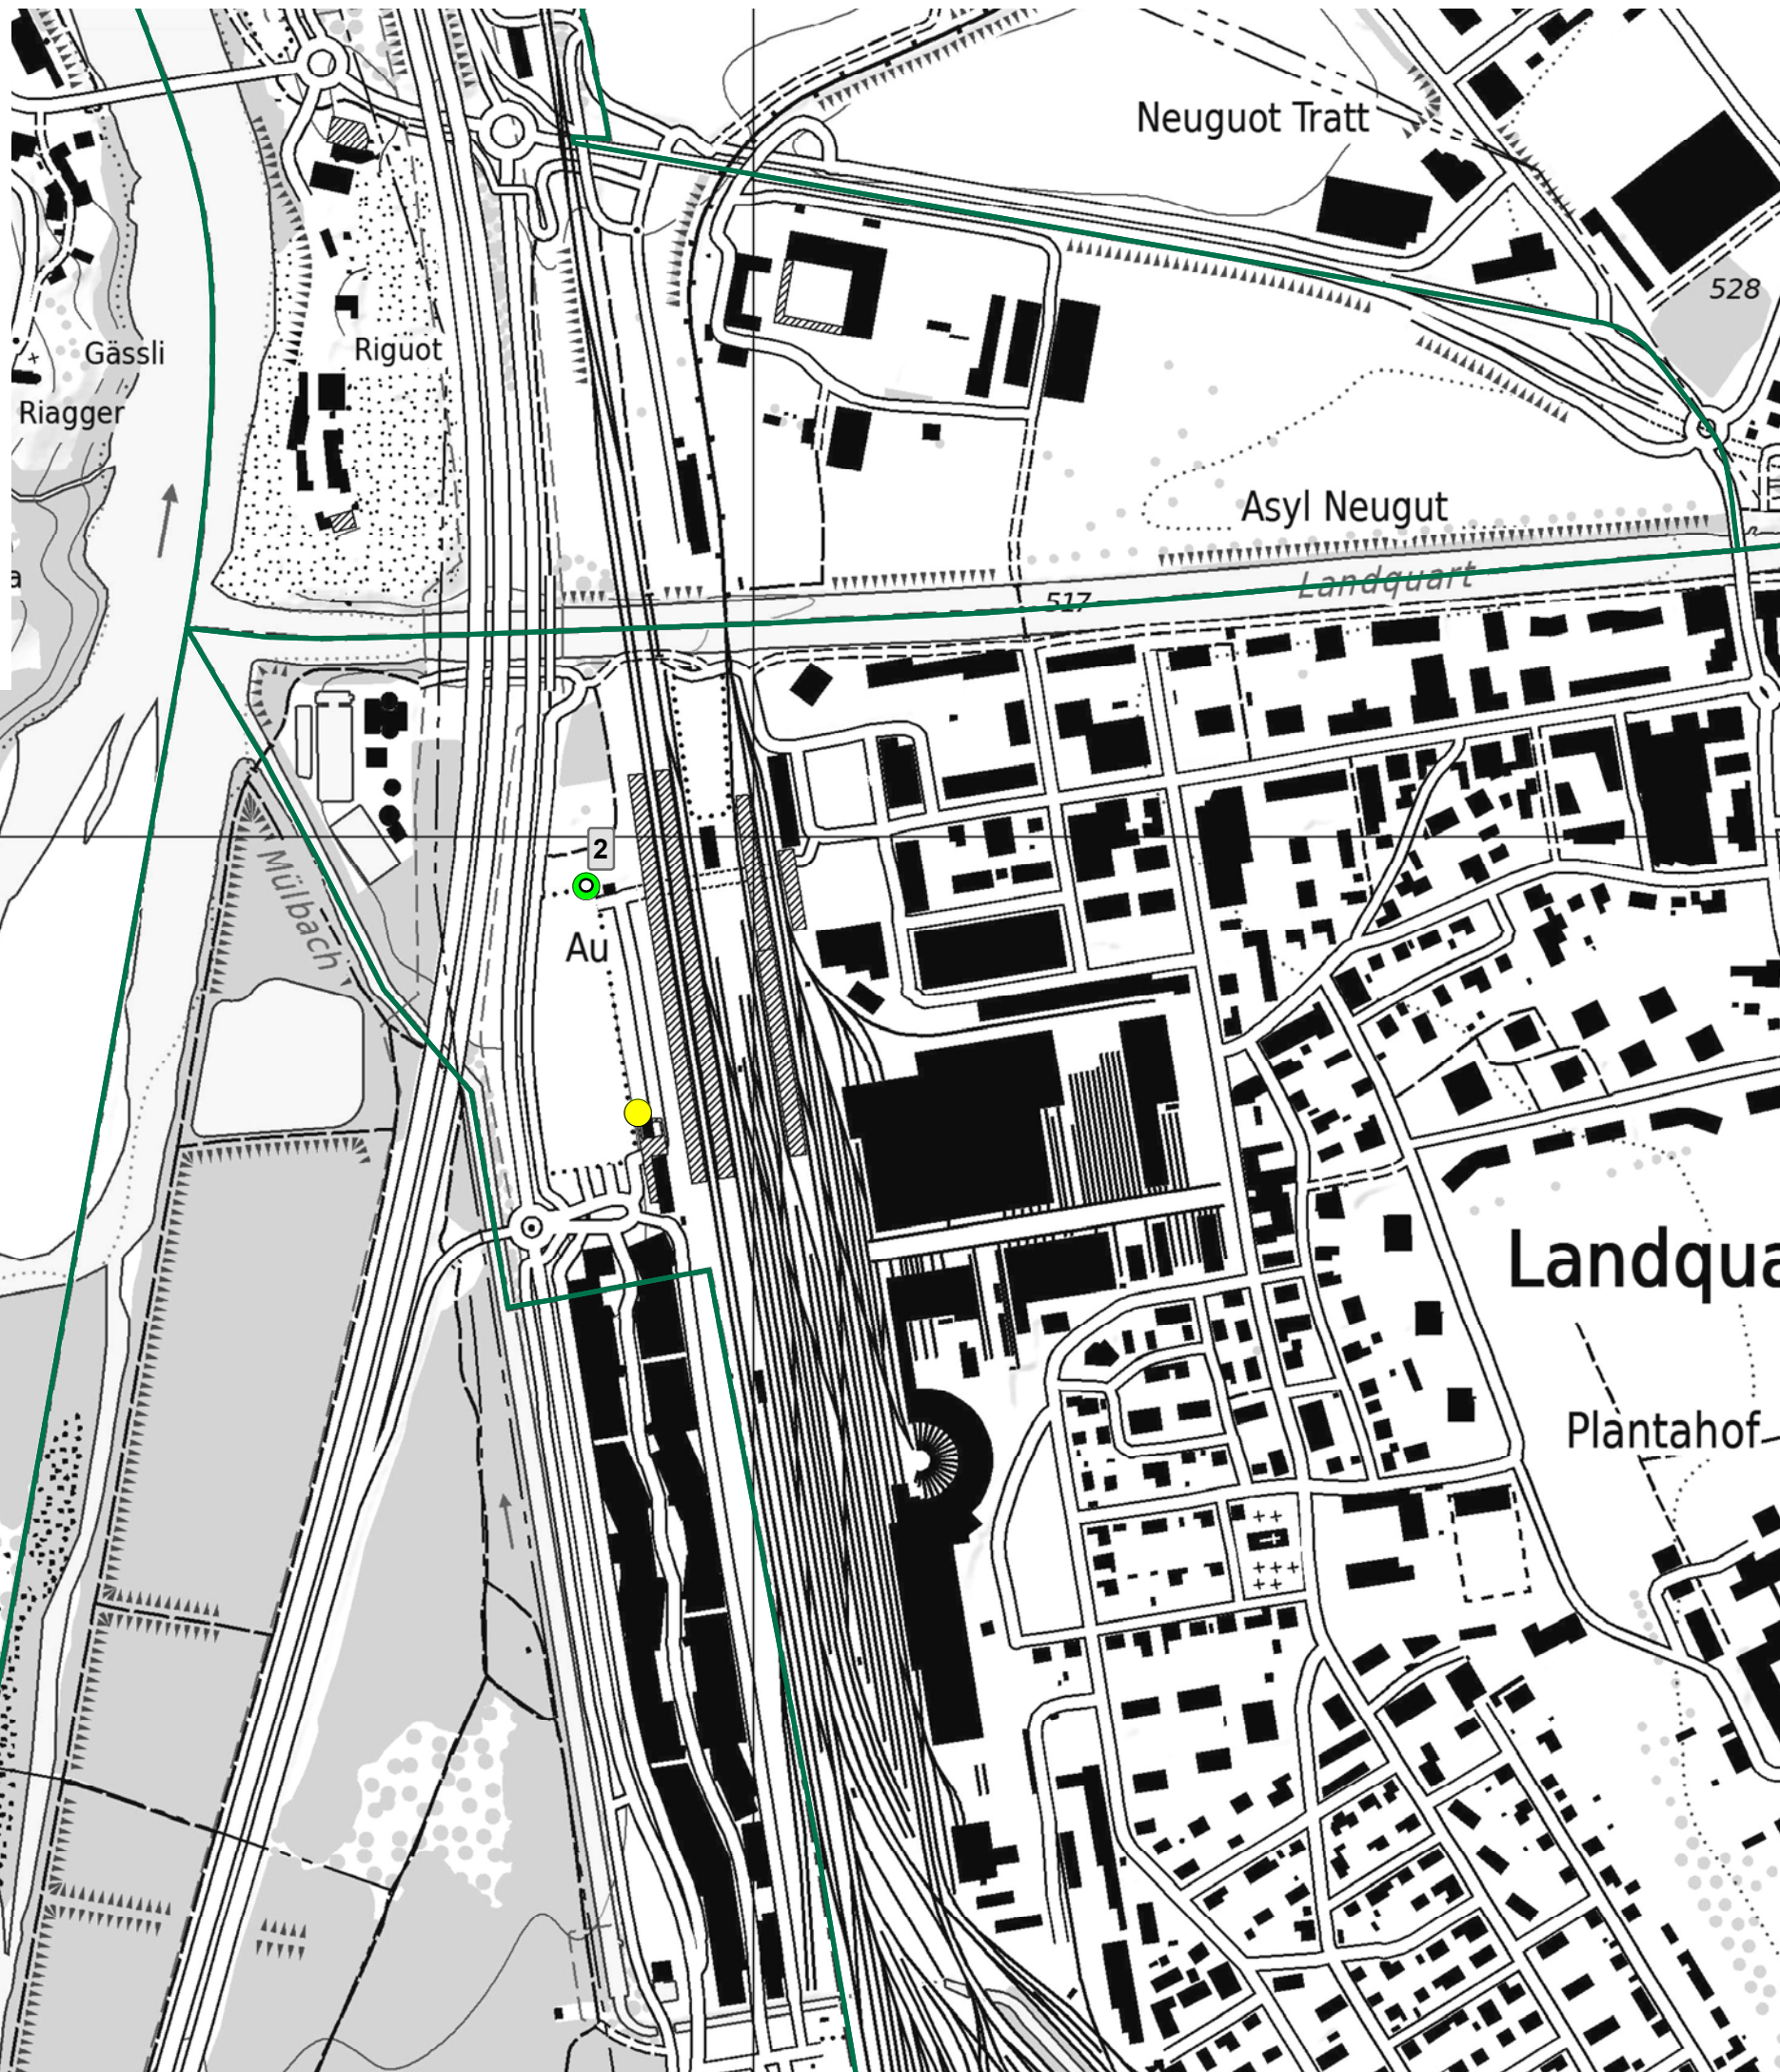 Neuguot Tratt
528
Gässli
Riguot
Riagger
Asyl Neugut
a
Landquart
517
2
Mülbach
Au
Landqua
Plantahof